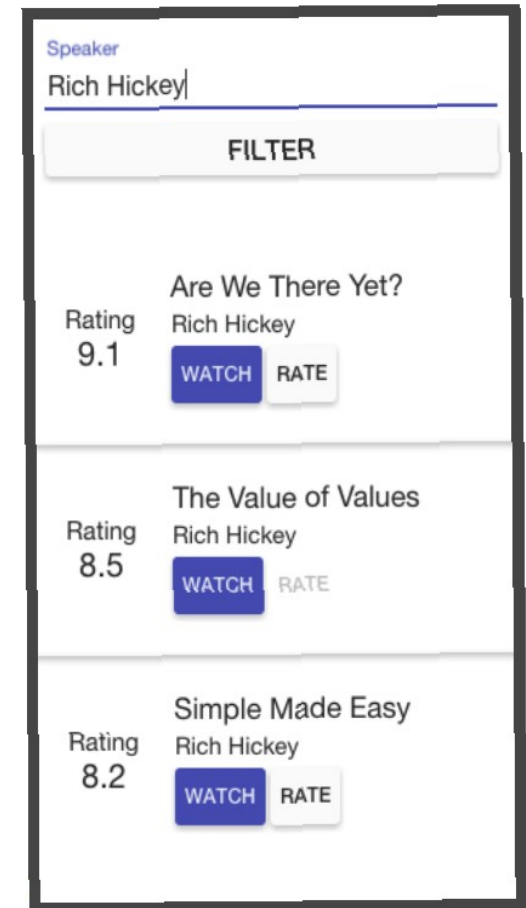 Speaker
Rich Hickey
FILTER
Are We There Yet?
Rating
Rich Hickey
9.1
WATCH RATE
The Value of Values
Rating
Rich Hickey
8.5
WATCH RATE
Simple Made Easy
Rating
Rich Hickey
8.2
WATCH RATE